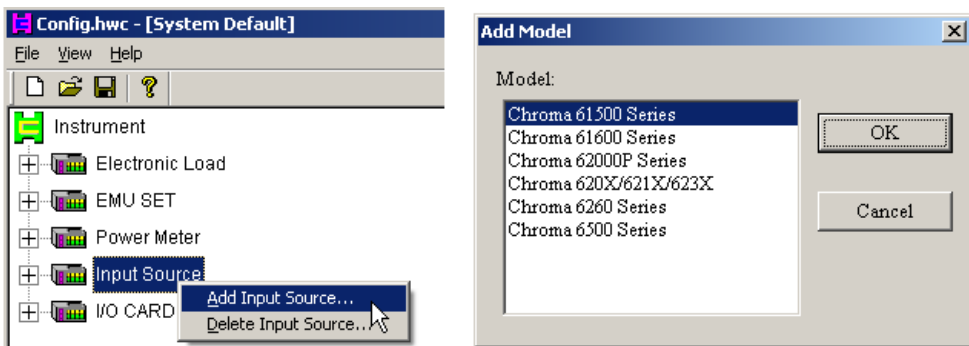 Config.hwc - [System Default]
File View Help
Instrument
Electronic Load
EMU SET
Power Meter
Input Source
I/O CARD
Add Input Source...
Delete Input Source...
Add Model
Model:
Chroma 61500 Series
Chroma 61600 Series
Chroma 62000P Series
Chroma 620X/621X/623X
Chroma 6260 Series
Chroma 6500 Series
OK
Cancel